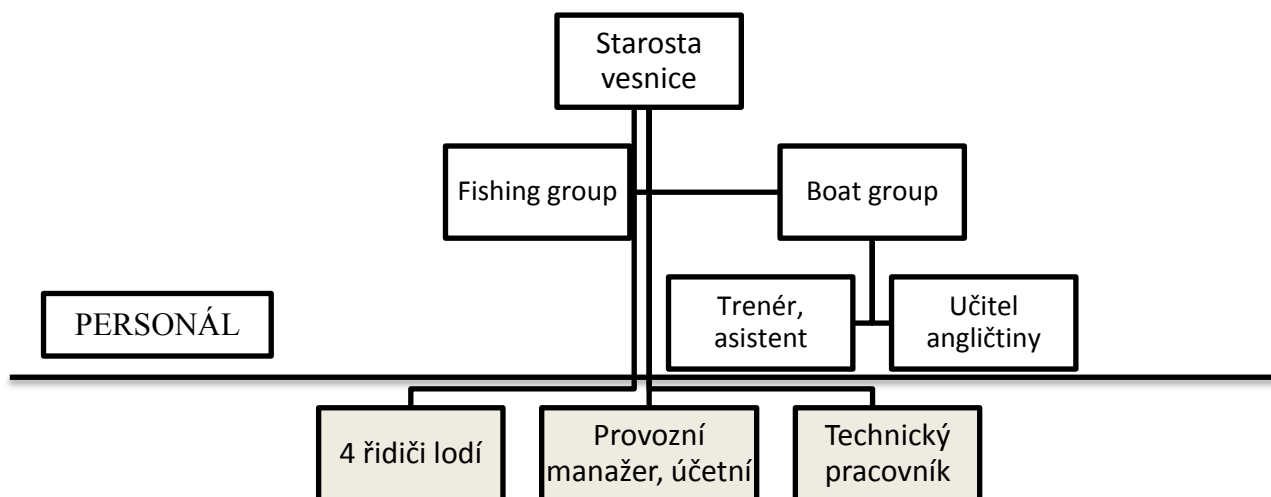 Starosta
vesnice
Fishing group
Boat group
Trenér,
asistent
Učitel
angličtiny
PERSONÁL
4 řidiči lodí
Provozní
manažer, účetní
Technický
pracovník